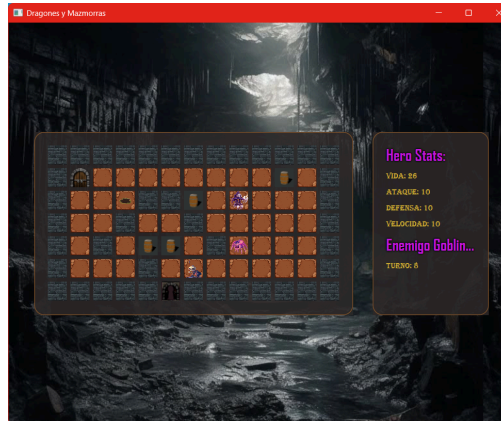 Dragones y Mazmorras
Hero Stats:
VIDA: 26
ATAQUE: 10
DEFENSA: 10
VELOCIDAD: 10
Enemigo Goblin...
TURNO: 8